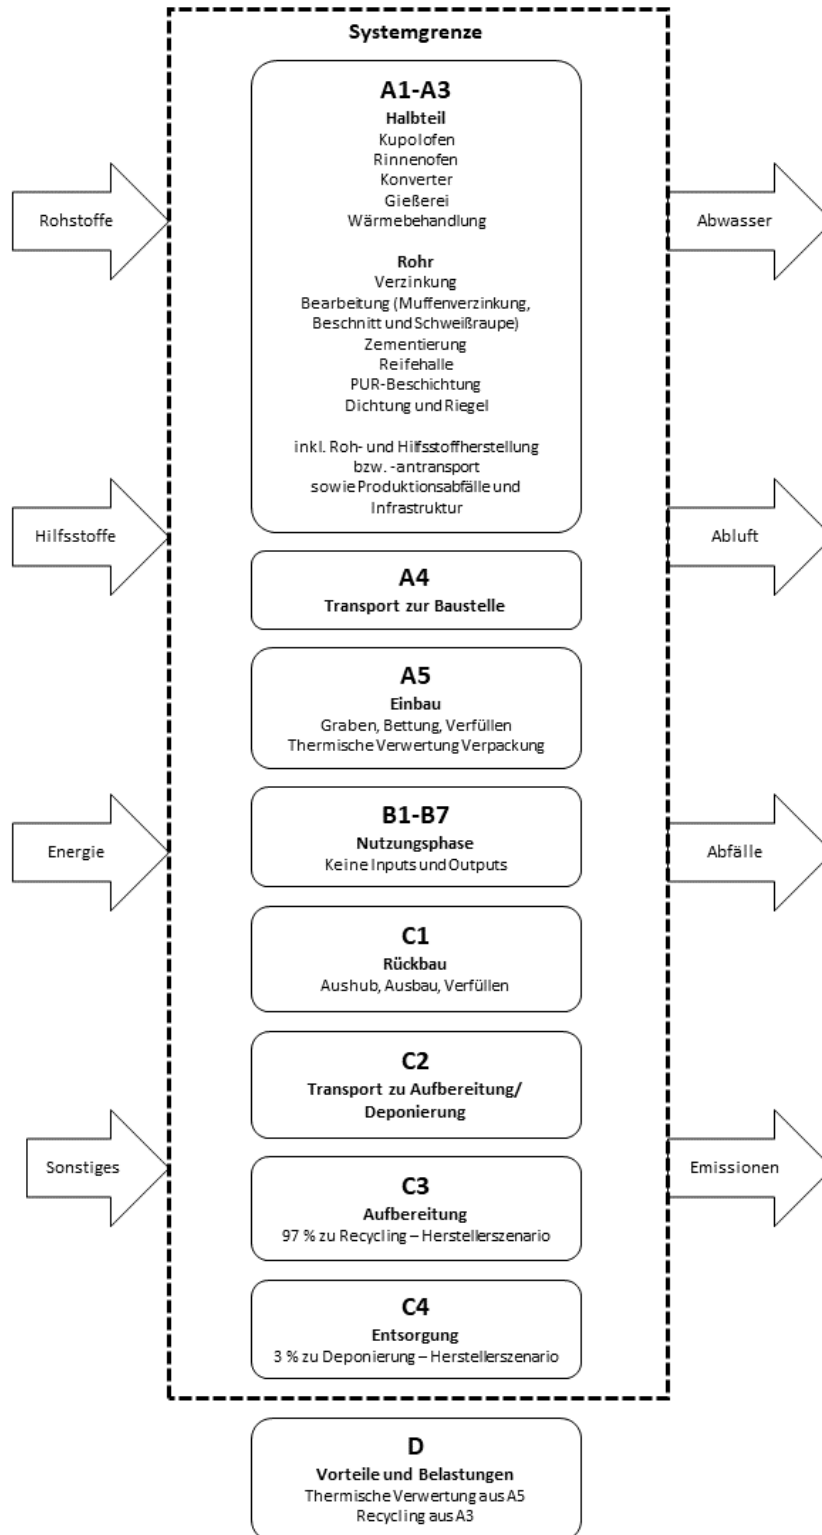 Systemgrenze
A1-A3
Halbteil
Kupolofen
Rinnenofen
Konverter
Gießerei
Wärmebehandlung
Rohr
Verzinkung
Bearbeitung (Muffenverzinkung,
Beschnitt und Schweißraupe)
Zementierung
Reifehalle
PUR-Beschichtung
Dichtung und Riegel
inkl. Roh- und Hilfsstoffherstellung
bzw. -antransport
sowie Produktionsabfälle und
Infrastruktur
Rohstoffe
Abwasser
Hilfsstoffe
Abluft
A4
Transport zur Baustelle
A5
Einbau
Graben, Bettung, Verfüllen
Thermische Verwertung Verpackung
B1-B7
Nutzungsphase
Keine Inputs und Outputs
Energie
Abfälle
C1
Rückbau
Aushub, Ausbau, Verfüllen
C2
Transport zu Aufbereitung/
Deponierung
Sonstiges
Emissionen
C3
Aufbereitung
97 % zu Recycling – Herstellerszenario
C4
Entsorgung
3 % zu Deponierung – Herstellerszenario
D
Vorteile und Belastungen
Thermische Verwertung aus A5
Recycling aus A3